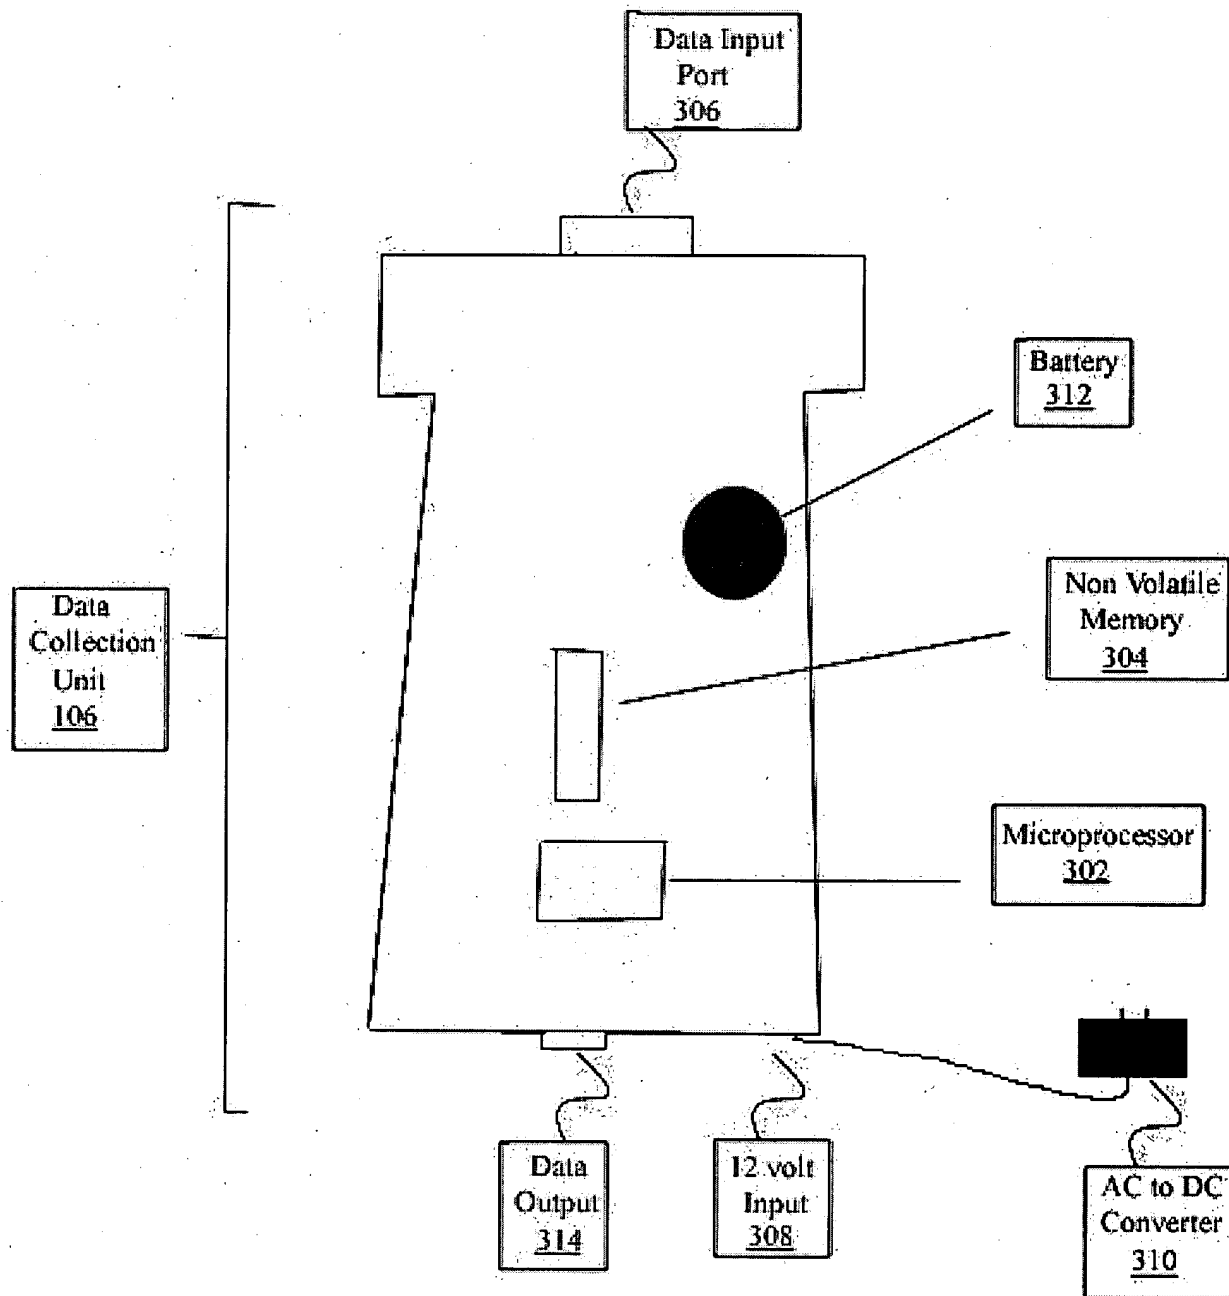 Data Input
Port
306
Battery
312
Non Volatile
Memory
304
Data
Collection
Unit
106
Microprocessor
302
Data
Output
314
12 volt
Input
308
AC to DC
Converter
310